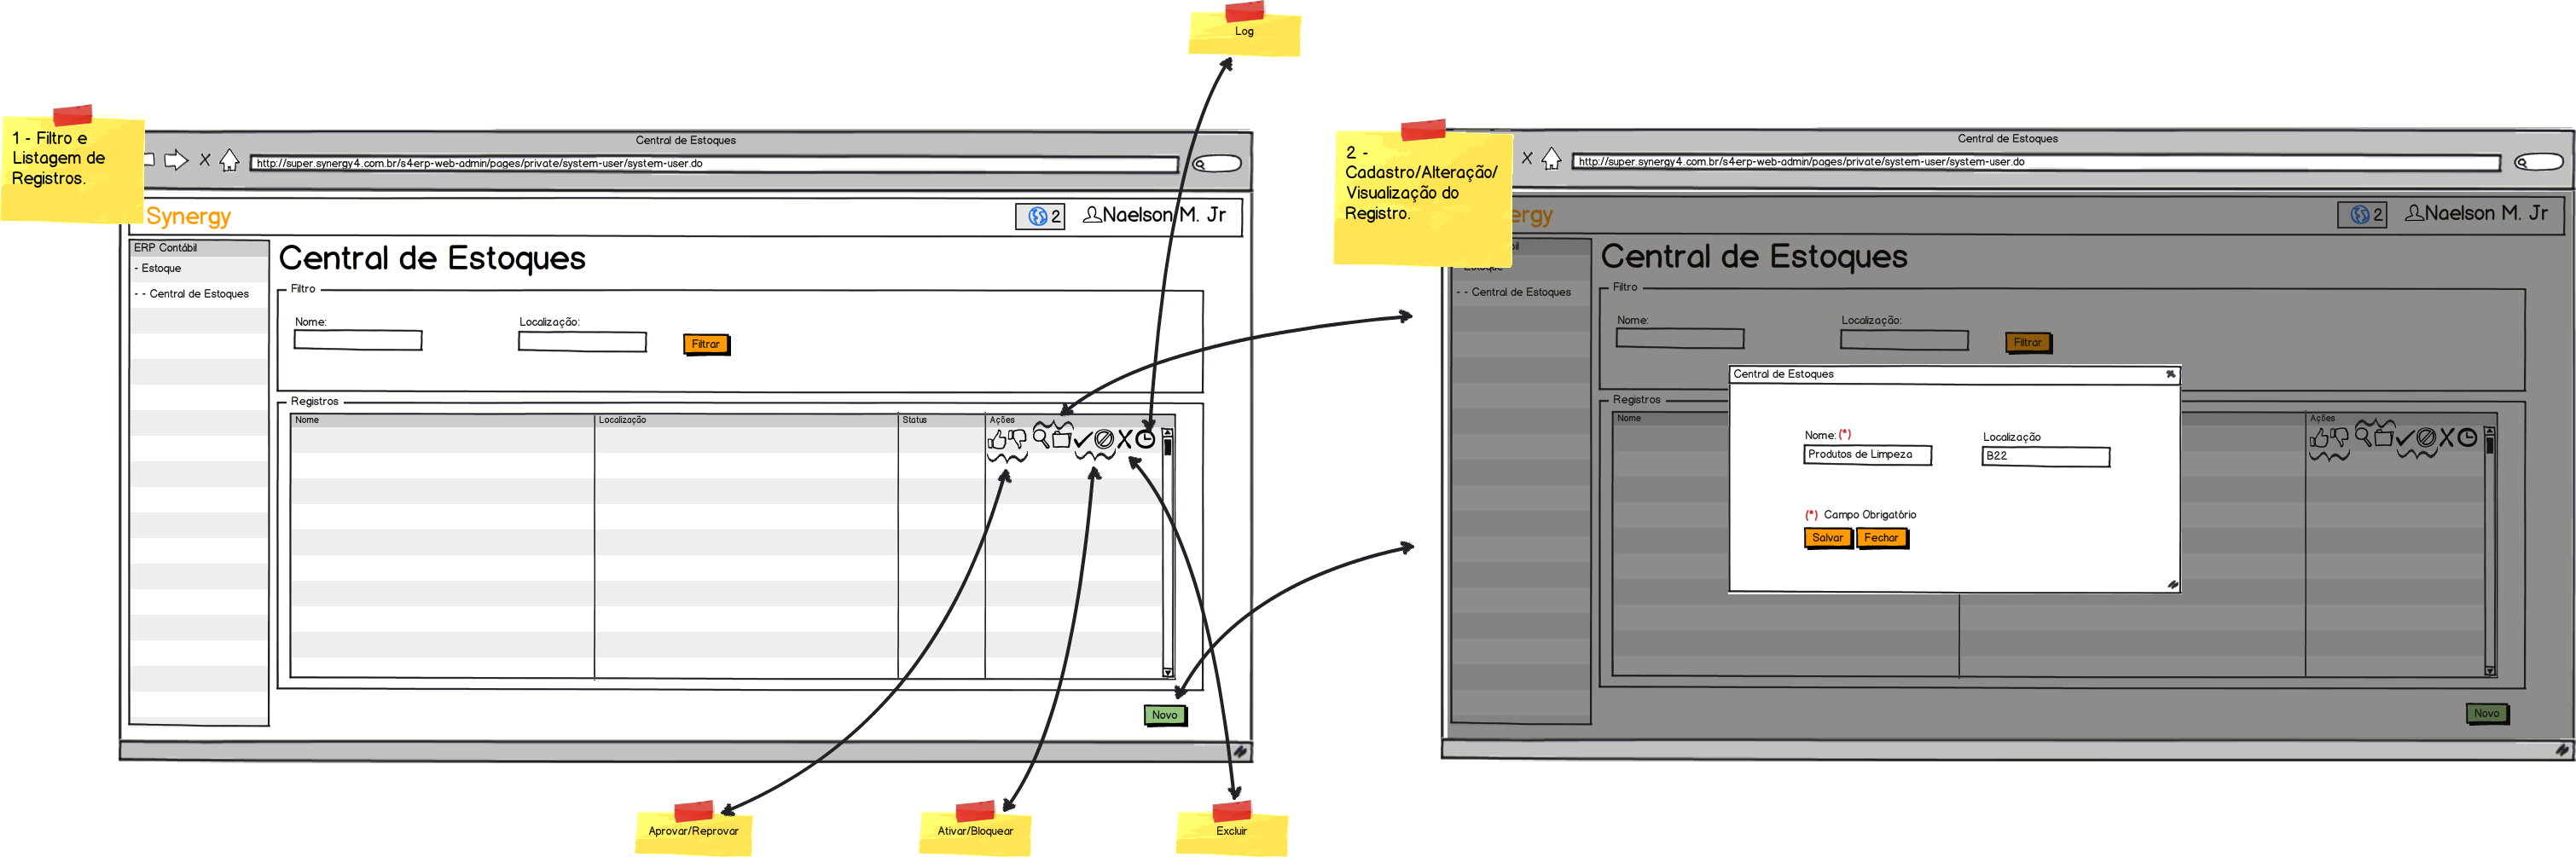 Log
1 - Filtro e
Listagem de
Registros.
Central de Estoques
http://super.synergy4.com.br/s4erp-web-admin/pages/private/system-user/system-user.do
Synergy
2
Naelson M. Jr
ERP Contábil
- Estoque
- - Central de Estoques
Central de Estoques
Filtro
Nome:
Localização:
Filtrar
Registros
Nome
Localização
Status
Ações
Novo
Aprovar/Reprovar
Ativar/Bloquear
Excluir
2 -
Cadastro/Alteração/
Visualização do
Registro.
Central de Estoques
http://super.synergy4.com.br/s4erp-web-admin/pages/private/system-user/system-user.do
ergy
2
Naelson M. Jr
- - Central de Estoques
Central de Estoques
Filtro
Nome:
Localização:
Filtrar
Registros
Nome
Ações
Central de Estoques
Nome: (*)
Localização
Produtos de Limpeza
B22
(*) Campo Obrigatório
Salvar
Fechar
Novo